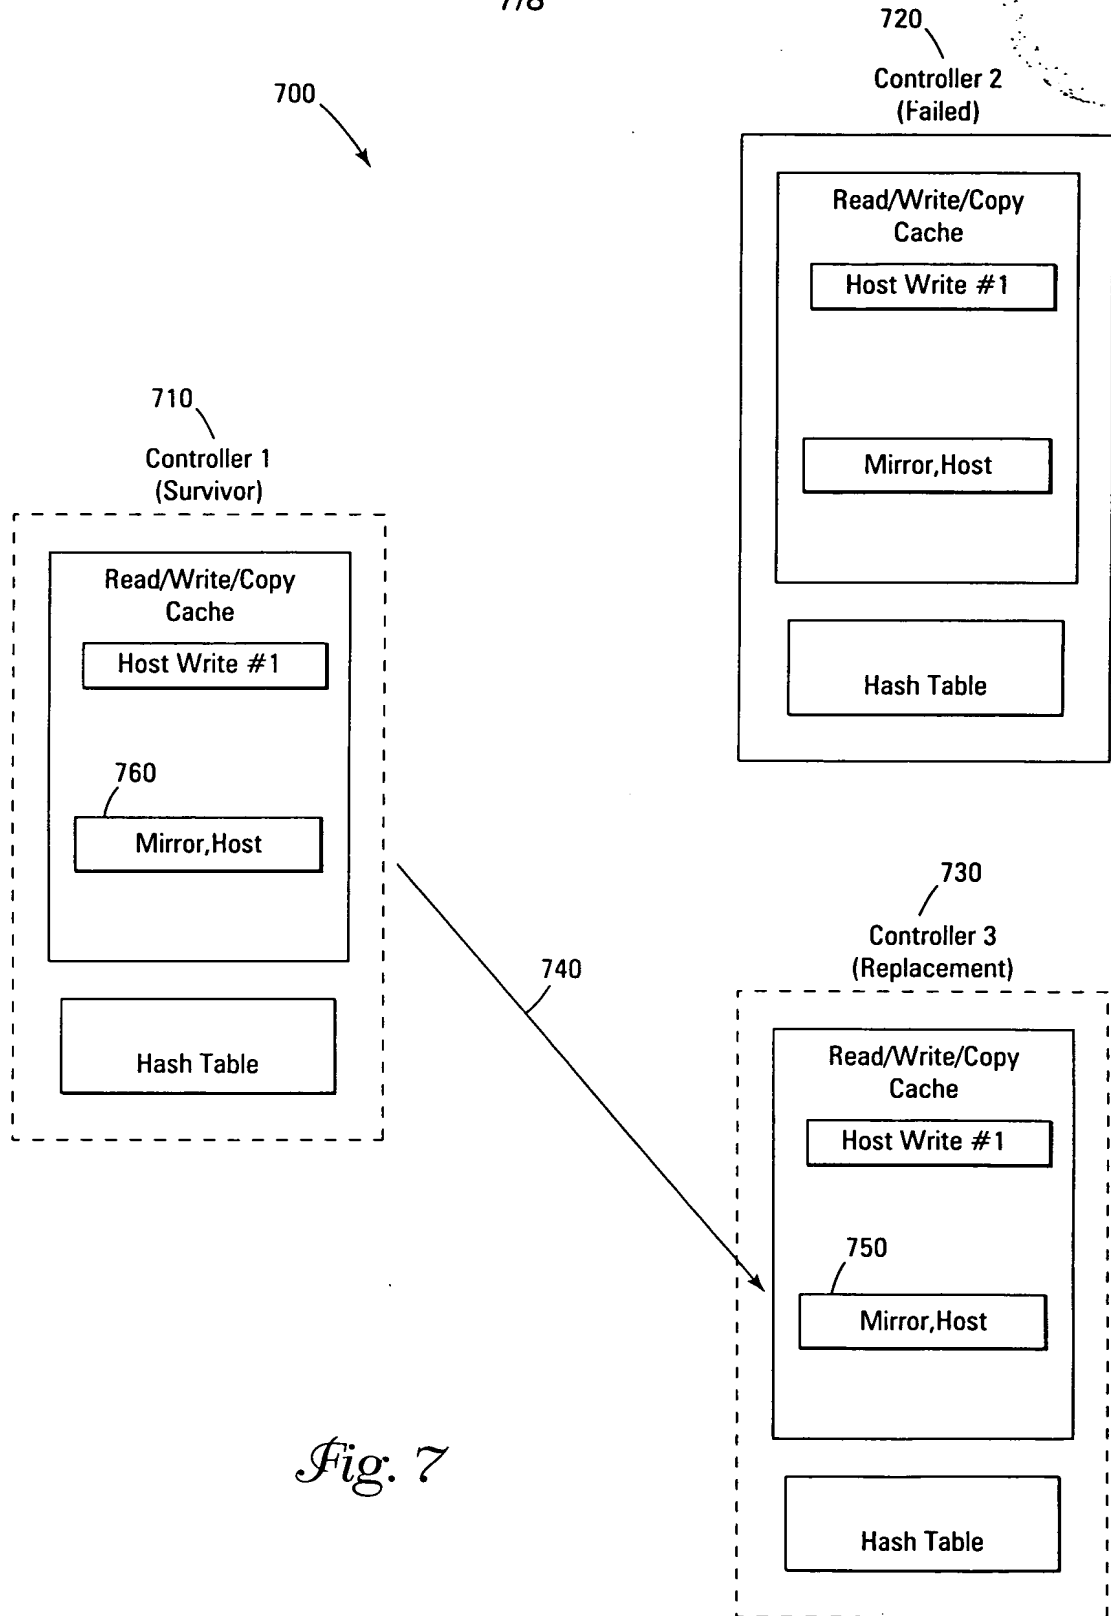 7/8
720
Controller 2
(Failed)
700
Read/Write/Copy
Cache
Host Write #1
Mirror,Host
Hash Table
710
Controller 1
(Survivor)
Read/Write/Copy
Cache
Host Write #1
760
Mirror,Host
Hash Table
740
730
Controller 3
(Replacement)
Read/Write/Copy
Cache
Host Write #1
750
Mirror,Host
Hash Table
Fig. 7